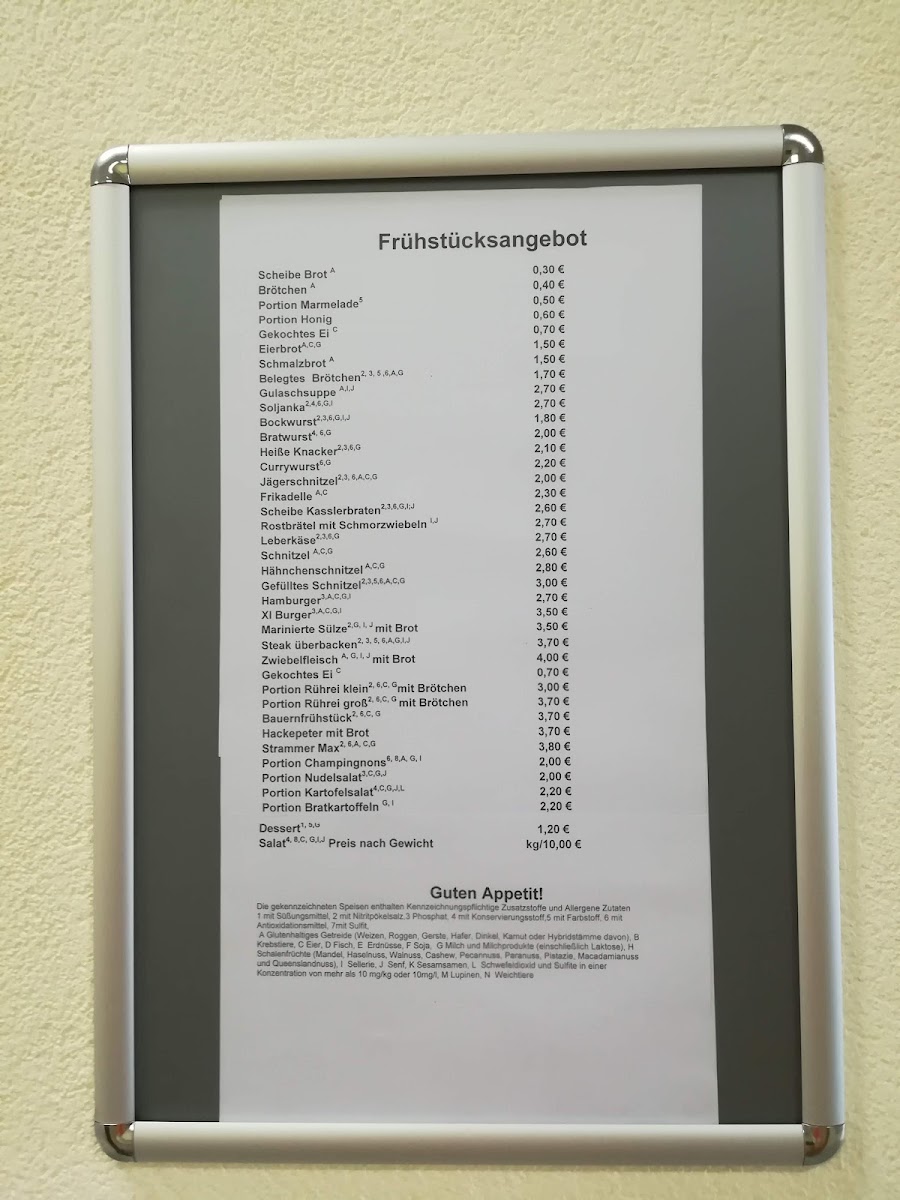 Frühstücksangebot
Scheibe Brot A 0,30 €
Brötchen A 0,40 €
Portion Marmelade5 0,50 €
Portion Honig 0,60 €
Gekochtes Ei C 0,70 €
EierbrotA,C,G 1,50 €
Schmalzbrot A 1,50 €
Belegtes Brötchen2, 3, 5 ,6,A,G 1,70 €
Gulaschsuppe A,I,J 2,70 €
Soljanka2,4,6,G,I 2,70 €
Bockwurst2,3,6,G,I,J 1,80 €
Bratwurst4, 6,G 2,00 €
Heiße Knacker2,3,6,G 2,10 €
Currywurst6,G 2,20 €
Jägerschnitzel2,3, 6,A,C,G 2,00 €
Frikadelle A,C 2,30 €
Scheibe Kasslerbraten2,3,6,G,I;J 2,60 €
Rostbrätel mit Schmorzwiebeln I,J 2,70 €
Leberkäse2,3,6,G 2,70 €
Schnitzel A,C,G 2,60 €
Hähnchenschnitzel A,C,G 2,80 €
Gefülltes Schnitzel2,3,5,6,A,C,G 3,00 €
Hamburger3,A,C,G,I 2,70 €
Xl Burger3,A,C,G,I 3,50 €
Marinierte Sülze2,G, I, J mit Brot 3,50 €
Steak überbacken2, 3, 5, 6,A,G,I,J 3,70 €
Zwiebelfleisch A, G, I, J mit Brot 4,00 €
Gekochtes Ei C 0,70 €
Portion Rührei klein2, 6,C, G mit Brötchen 3,00 €
Portion Rührei groß2, 6,C, G mit Brötchen 3,70 €
Bauernfrühstück2, 6,C, G 3,70 €
Hackepeter mit Brot 3,70 €
Strammer Max2, 6,A, C,G 3,80 €
Portion Champingnons6, 8,A, G, I 2,00 €
Portion Nudelsalat3,C,G,J 2,00 €
Portion Kartofelsalat4,C,G,J,L 2,20 €
Portion Bratkartoffeln G, I 2,20 €
Dessert1, 5,G 1,20 €
Salat4, 8,C, G,I,J Preis nach Gewicht kg/10,00 €
Guten Appetit!
Die gekennzeichneten Speisen enthalten Kennzeichnungspflichtige Zusatzstoffe und Allergene Zutaten
1 mit Süßungsmittel, 2 mit Nitritpökelsalz,3 Phosphat, 4 mit Konservierungsstoff,5 mit Farbstoff, 6 mit
Antioxidationsmittel, 7mit Sulfit,
A Glutenhaltiges Getreide (Weizen, Roggen, Gerste, Hafer, Dinkel, Kamut oder Hybridstämme davon), B
Krebstiere, C Eier, D Fisch, E Erdnüsse, F Soja, G Milch und Milchprodukte (einschließlich Laktose), H
Schalenfrüchte (Mandel, Haselnuss, Walnuss, Cashew, Pecannuss, Paranuss, Pistazie, Macadamianuss
und Queenslandnuss), I Sellerie, J Senf, K Sesamsamen, L Schwefeldioxid und Sulfite in einer
Konzentration von mehr als 10 mg/kg oder 10mg/l, M Lupinen, N Weichtiere